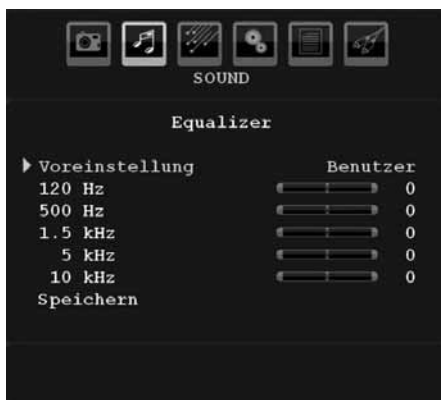 SOUND
Equalizer
Voreinstellung Benutzer
120 Hz 0
500 Hz 0
1.5 kHz 0
5 kHz 0
10 kHz 0
Speichern